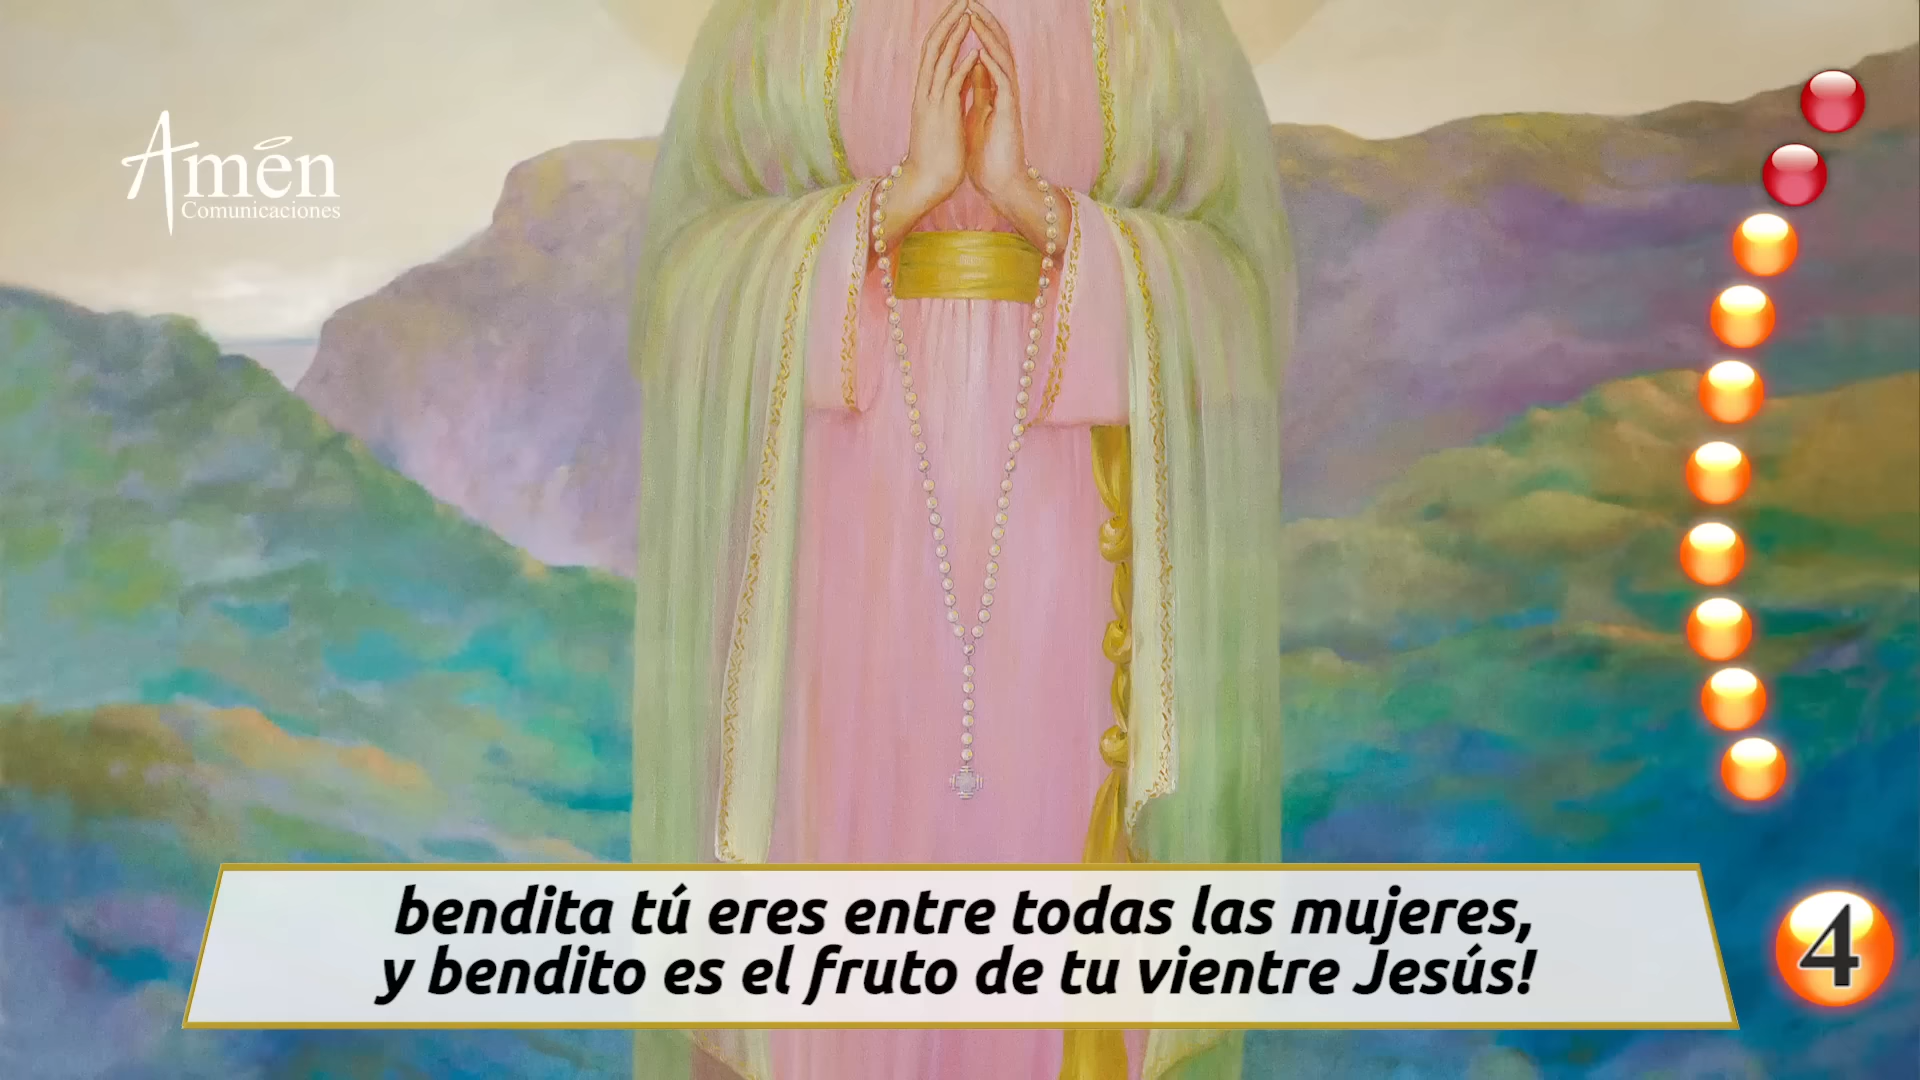 Amén
Comunicaciones
bendita tú eres entre todas las mujeres,
y bendito es el fruto de tu vientre Jesús!
4